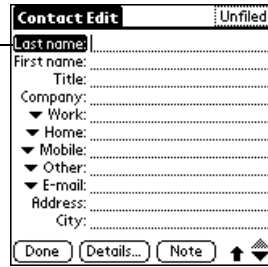 Contact Edit Unfiled
Last name:
First name:
Title:
Company:
Work:
Home:
Mobile:
Other:
E-mail:
Address:
City:
Done Details... Note